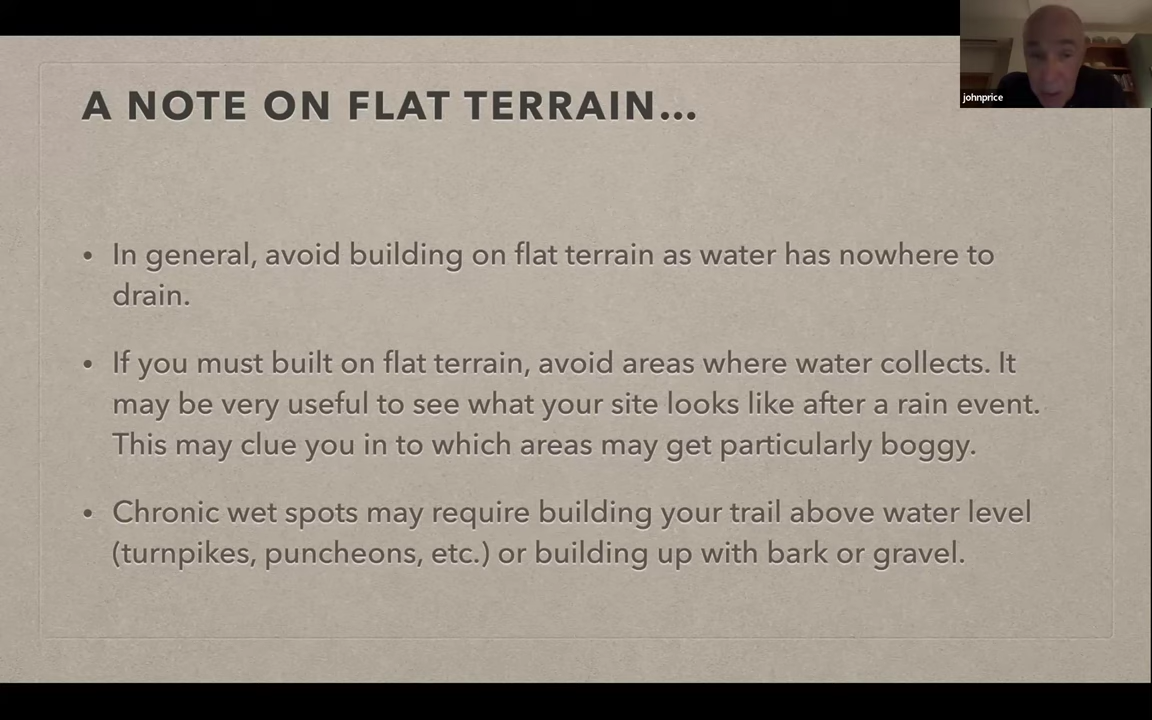 A NOTE ON FLAT TERRAIN...
johnprice
• In general, avoid building on flat terrain as water has nowhere to
drain.
• If you must built on flat terrain, avoid areas where water collects. It
may be very useful to see what your site looks like after a rain event.
This may clue you in to which areas may get particularly boggy.
• Chronic wet spots may require building your trail above water level
(turnpikes, puncheons, etc.) or building up with bark or gravel.